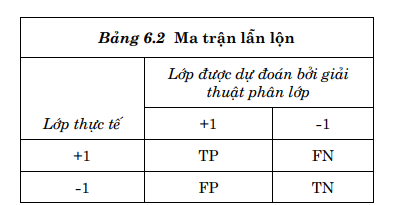 Bảng 6.2 Ma trận lẫn lộn
Lớp được dự đoán bởi giải
thuật phân lớp
Lớp thực tế +1 -1
+1 TP FN
-1 FP TN